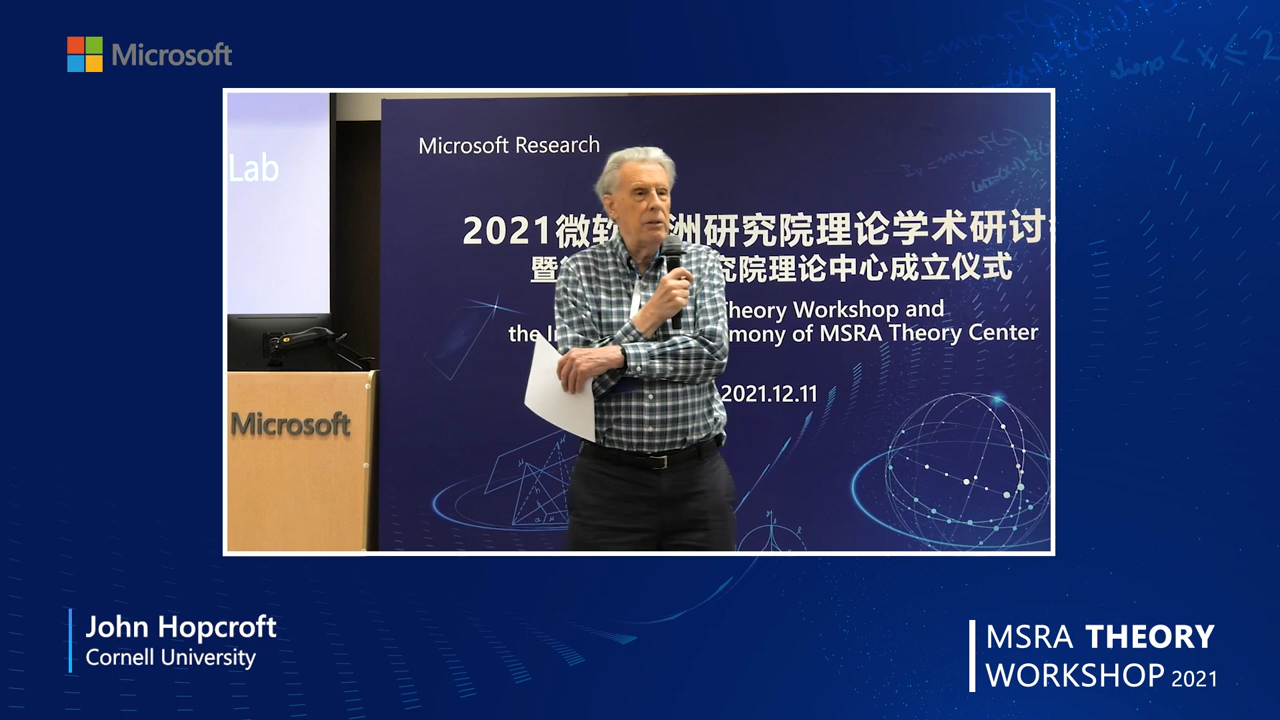 Microsoft
Lab
Microsoft Research
2021微软 洲研究院理论学术研讨
暨 究院理论中心成立仪式
Theory Workshop and
the mony of MSRA Theory Center
2021.12.11
Microsoft
John Hopcroft
Cornell University
MSRA THEORY
WORKSHOP 2021